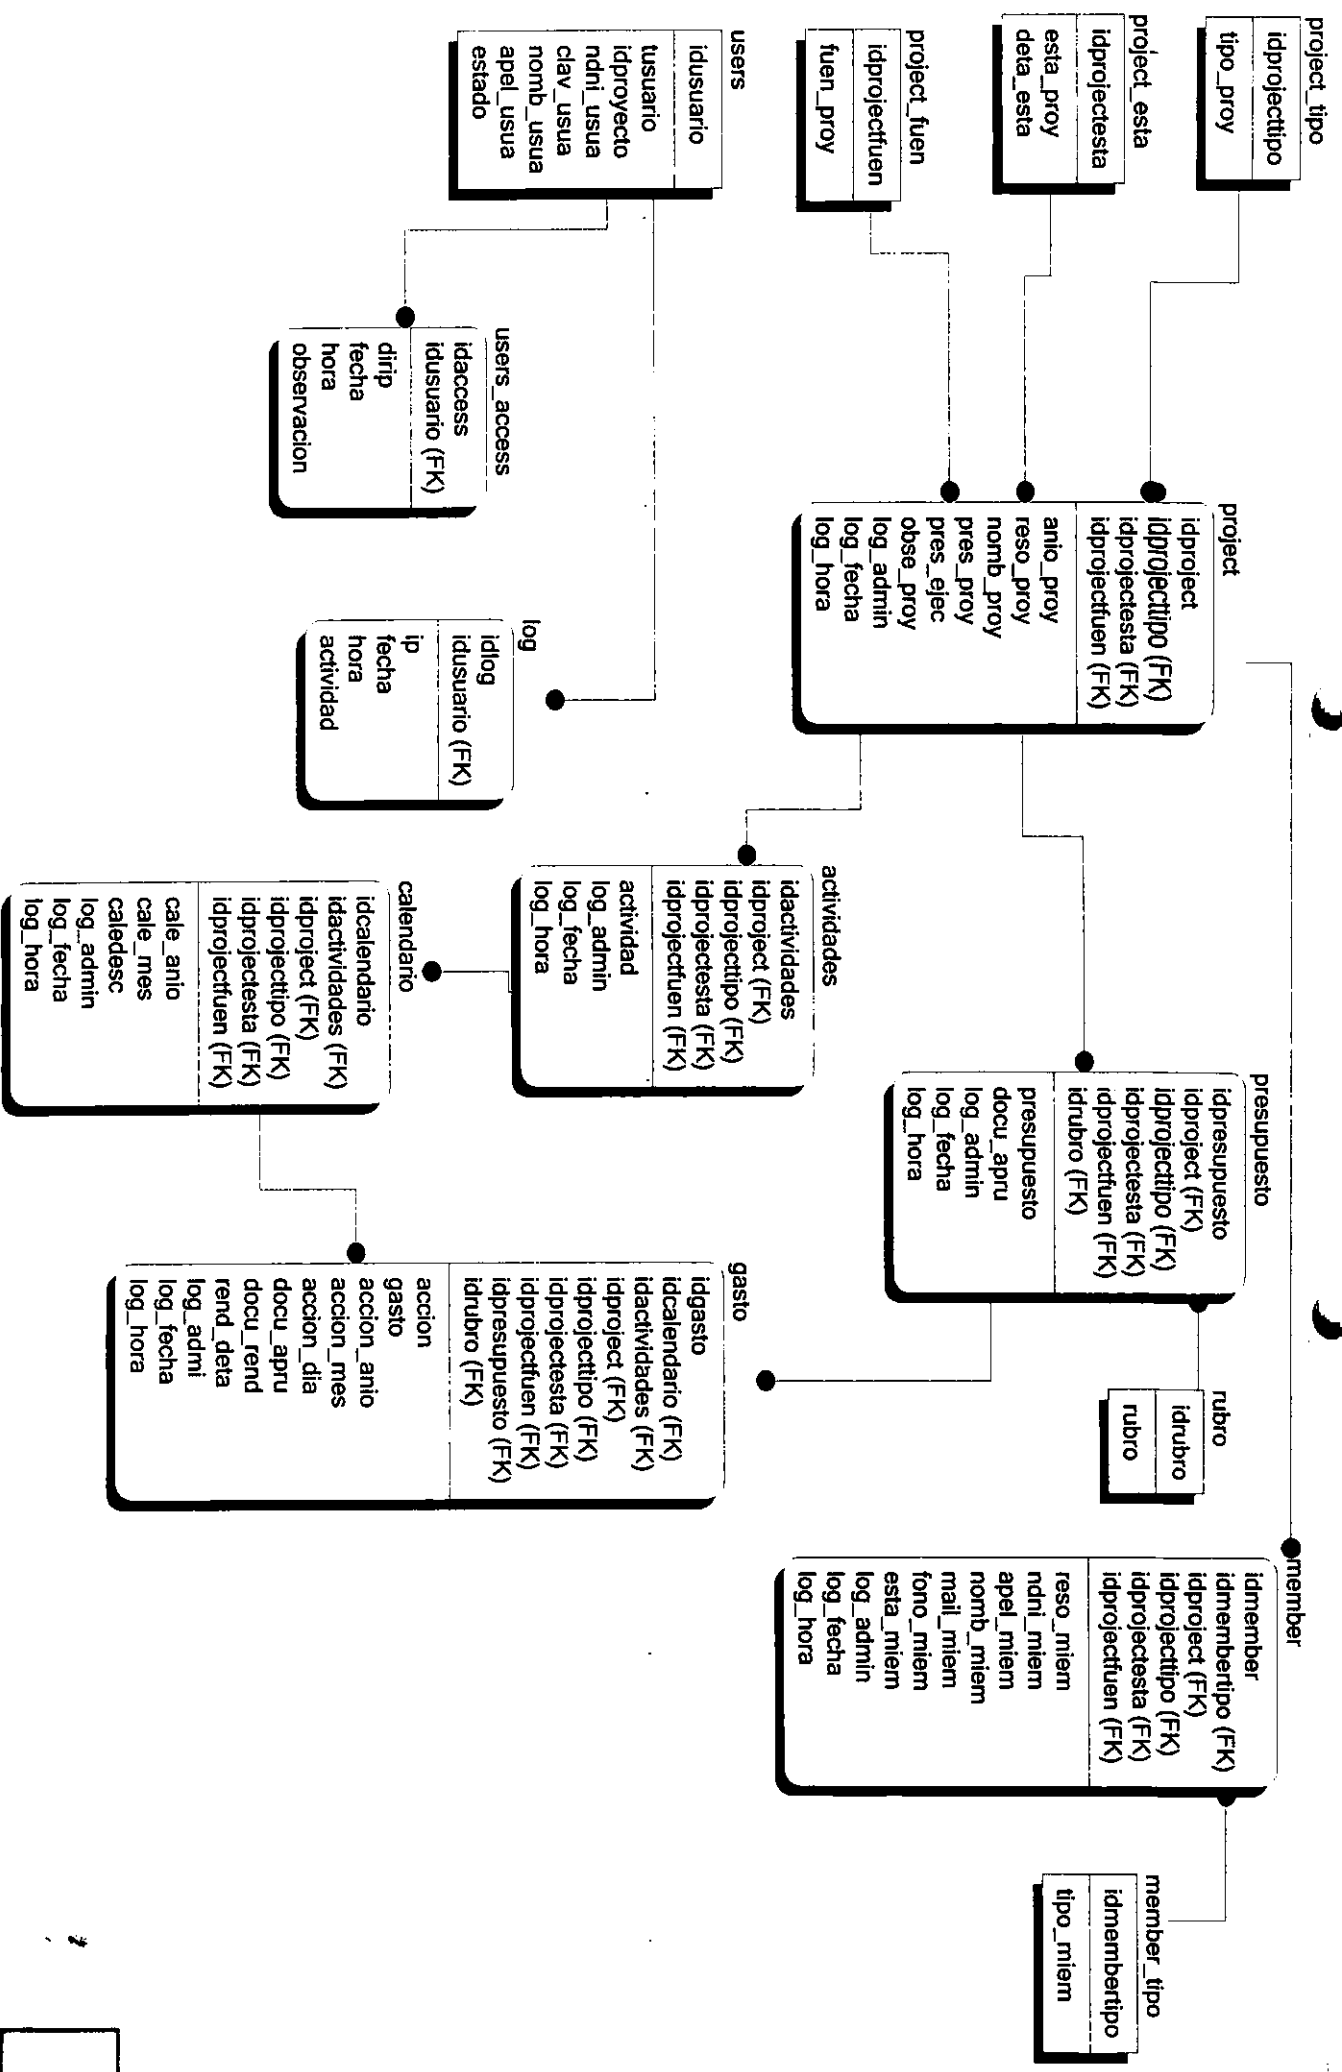 project_tipo
idprojecttipo
tipo_proy
project_esta
idprojectesta
esta_proy
deta_esta
project_fuen
idprojectfuen
fuen_proy
users
idusuario
tusuario
idproyecto
ndni_usua
clav_usua
nomb_usua
apel_usua
estado
users_access
idaccess
idusuario (FK)
dirip
fecha
hora
observacion
project
idproject
idprojecttipo (FK)
idprojectesta (FK)
idprojectfuen (FK)
anio_proy
reso_proy
nomb_proy
pres_proy
pres_ejec
obse_proy
log_admin
log_fecha
log_hora
log
idlog
idusuario (FK)
ip
fecha
hora
actividad
actividades
idactividades
idproject (FK)
idprojecttipo (FK)
idprojectesta (FK)
idprojectfuen (FK)
actividad
log_admin
log_fecha
log_hora
calendario
idcalendario
idactividades (FK)
idproject (FK)
idprojecttipo (FK)
idprojectesta (FK)
idprojectfuen (FK)
cale_anio
cale_mes
caledesc
log_admin
log_fecha
log_hora
presupuesto
idpresupuesto
idproject (FK)
idprojecttipo (FK)
idprojectesta (FK)
idprojectfuen (FK)
idrubro (FK)
presupuesto
docu_apru
log_admin
log_fecha
log_hora
gasto
idgasto
idcalendario (FK)
idactividades (FK)
idproject (FK)
idprojecttipo (FK)
idprojectesta (FK)
idprojectfuen (FK)
idpresupuesto (FK)
idrubro (FK)
accion
gasto
accion_anio
accion_mes
accion_dia
docu_apru
docu_rend
rend_deta
log_admi
log_fecha
log_hora
rubro
idrubro
rubro
member
idmember
idmembertipo (FK)
idproject (FK)
idprojecttipo (FK)
idprojectesta (FK)
idprojectfuen (FK)
reso_miem
ndni_miem
apel_miem
nomb_miem
mail_miem
fono_miem
esta_miem
log_admin
log_fecha
log_hora
member_tipo
idmembertipo
tipo_miem